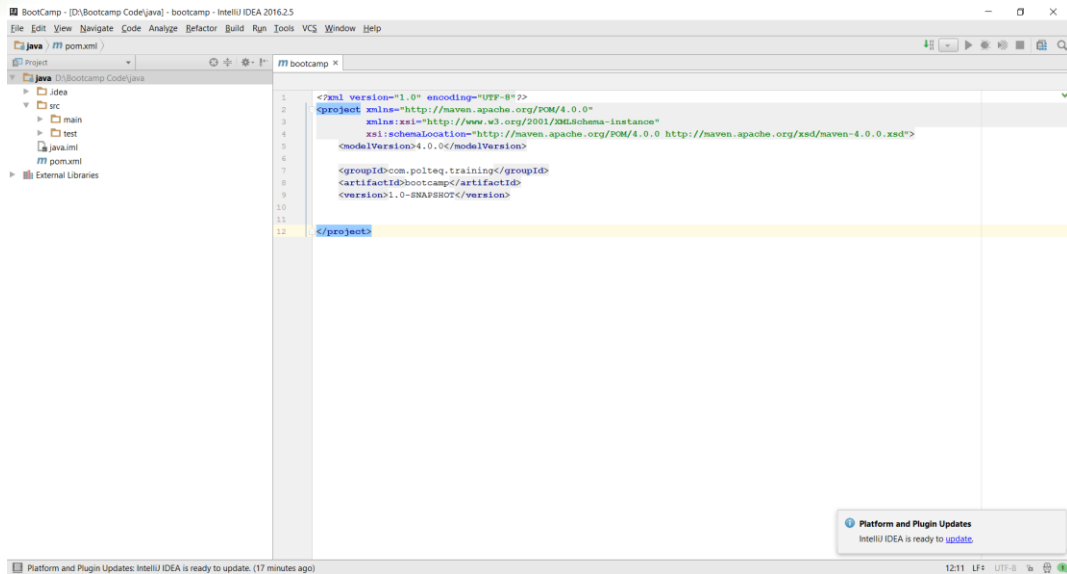 BootCamp - [D:\Bootcamp Code\java] - bootcamp - IntelliJ IDEA 2016.2.5
File Edit View Navigate Code Analyze Refactor Build Run Tools VCS Window Help
java m pom.xml
Project
m bootcamp ×
java D:\Bootcamp Code\java
.idea
src
main
test
java.iml
m pom.xml
External Libraries
1 <?xml version="1.0" encoding="UTF-8"?>
2 <project xmlns="http://maven.apache.org/POM/4.0.0"
3 xmlns:xsi="http://www.w3.org/2001/XMLSchema-instance"
4 xsi:schemaLocation="http://maven.apache.org/POM/4.0.0 http://maven.apache.org/xsd/maven-4.0.0.xsd">
5 <modelVersion>4.0.0</modelVersion>
6
7 <groupId>com.polteq.training</groupId>
8 <artifactId>bootcamp</artifactId>
9 <version>1.0-SNAPSHOT</version>
10
11
12 </project>
Platform and Plugin Updates
IntelliJ IDEA is ready to update.
Platform and Plugin Updates: IntelliJ IDEA is ready to update. (17 minutes ago)
12:11 LF÷ UTF-8 1